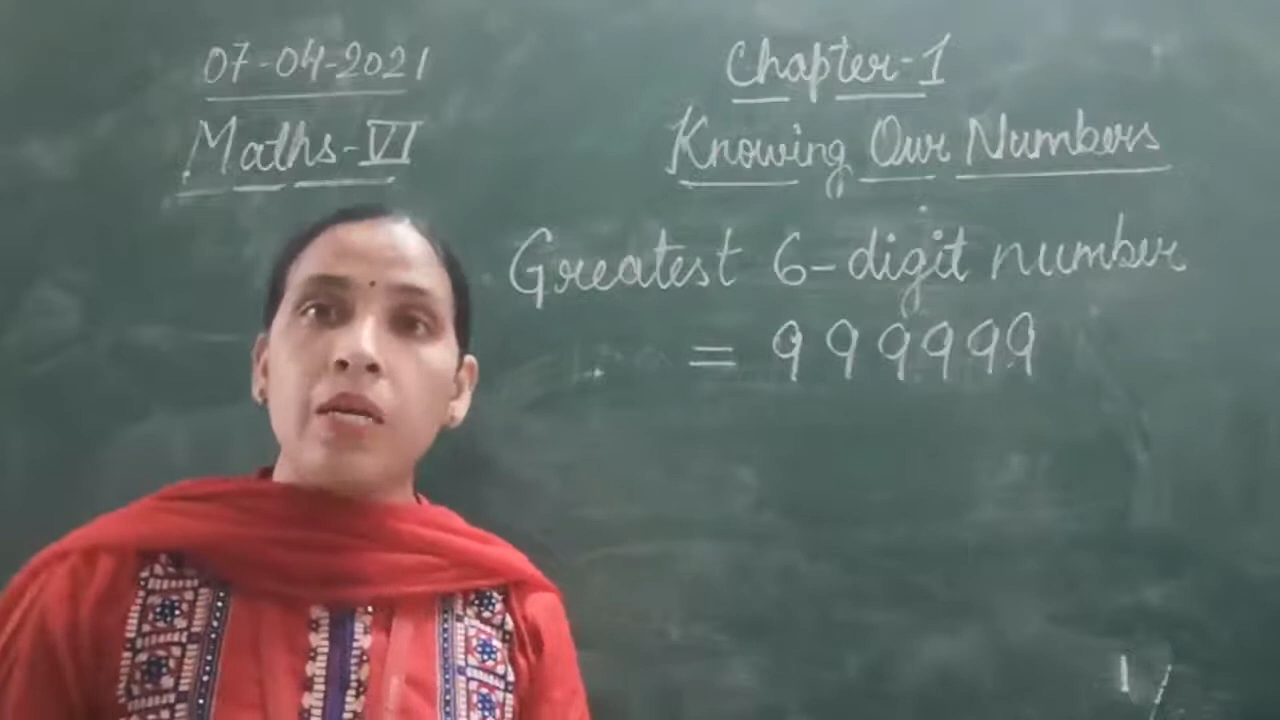 07-04-2021
Maths-VI
Chapter-1
Knowing Our Numbers
Greatest 6-digit number
= 999999